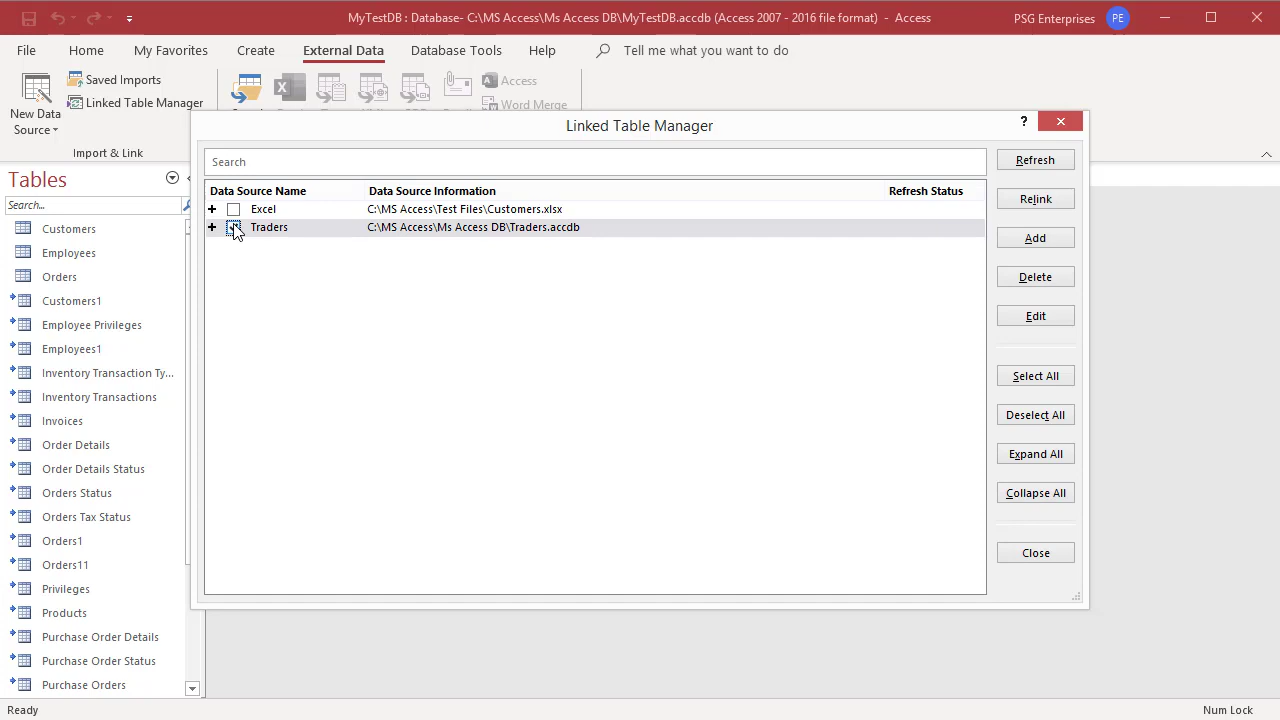 MyTestDB : Database- C:\MS Access\Ms Access DB\MyTestDB.accdb (Access 2007 - 2016 file format) - Access
PSG Enterprises
PE
File
Home
My Favorites
Create
External Data
Database Tools
Help
Tell me what you want to do
New Data
Source
Saved Imports
Linked Table Manager
Import & Link
Access
Word Merge
Linked Table Manager
?
Search
Data Source Name
Data Source Information
Refresh Status
Excel
C:\MS Access\Test Files\Customers.xlsx
Traders
C:\MS Access\Ms Access DB\Traders.accdb
Refresh
Relink
Add
Delete
Edit
Select All
Deselect All
Expand All
Collapse All
Close
Tables
Search...
Customers
Employees
Orders
Customers1
Employee Privileges
Employees1
Inventory Transaction Ty...
Inventory Transactions
Invoices
Order Details
Order Details Status
Orders Status
Orders Tax Status
Orders1
Orders11
Privileges
Products
Purchase Order Details
Purchase Order Status
Purchase Orders
Ready
Num Lock